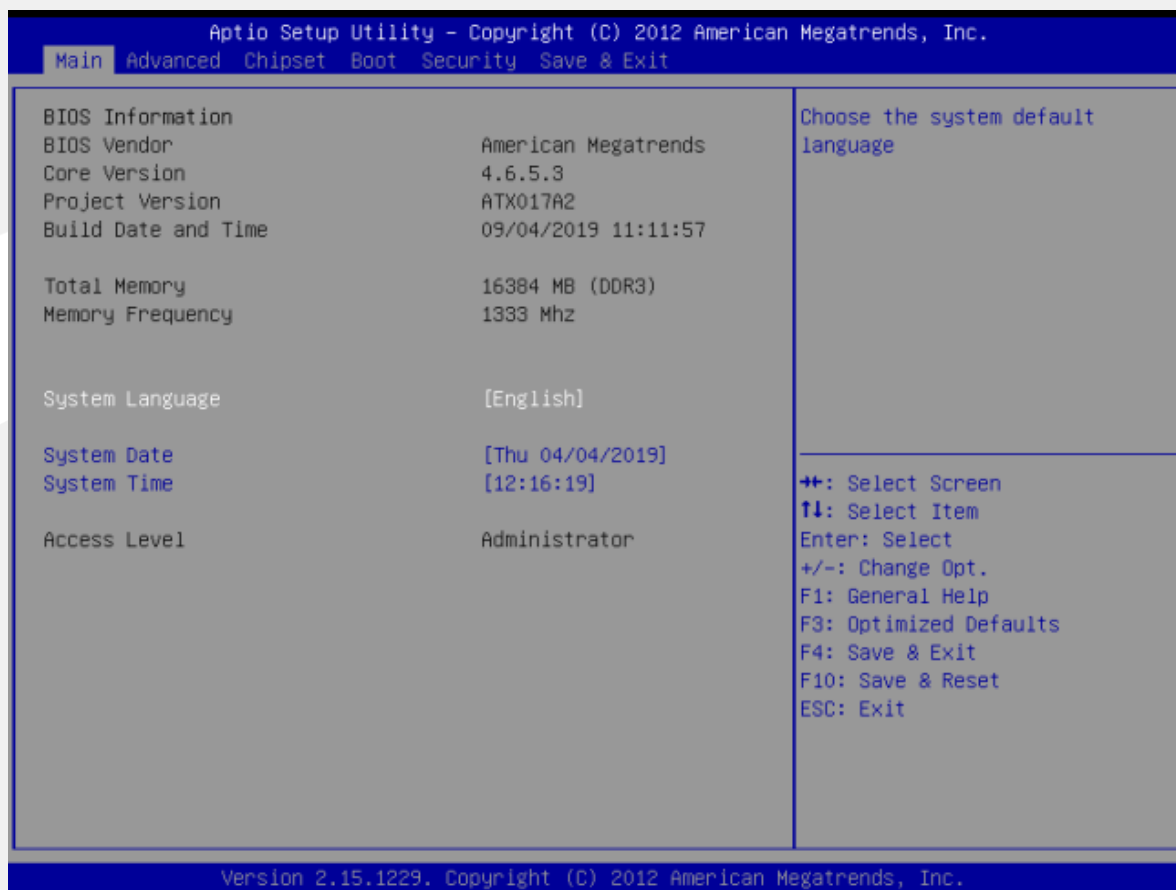 Aptio Setup Utility – Copyright (C) 2012 American Megatrends, Inc.
Main Advanced Chipset Boot Security Save & Exit
BIOS Information
BIOS Vendor American Megatrends
Core Version 4.6.5.3
Project Version ATX017A2
Build Date and Time 09/04/2019 11:11:57
Total Memory 16384 MB (DDR3)
Memory Frequency 1333 Mhz
System Language [English]
System Date [Thu 04/04/2019]
System Time [12:16:19]
Access Level Administrator
Choose the system default
language
→←: Select Screen
↑↓: Select Item
Enter: Select
+/-: Change Opt.
F1: General Help
F3: Optimized Defaults
F4: Save & Exit
F10: Save & Reset
ESC: Exit
Version 2.15.1229. Copyright (C) 2012 American Megatrends, Inc.